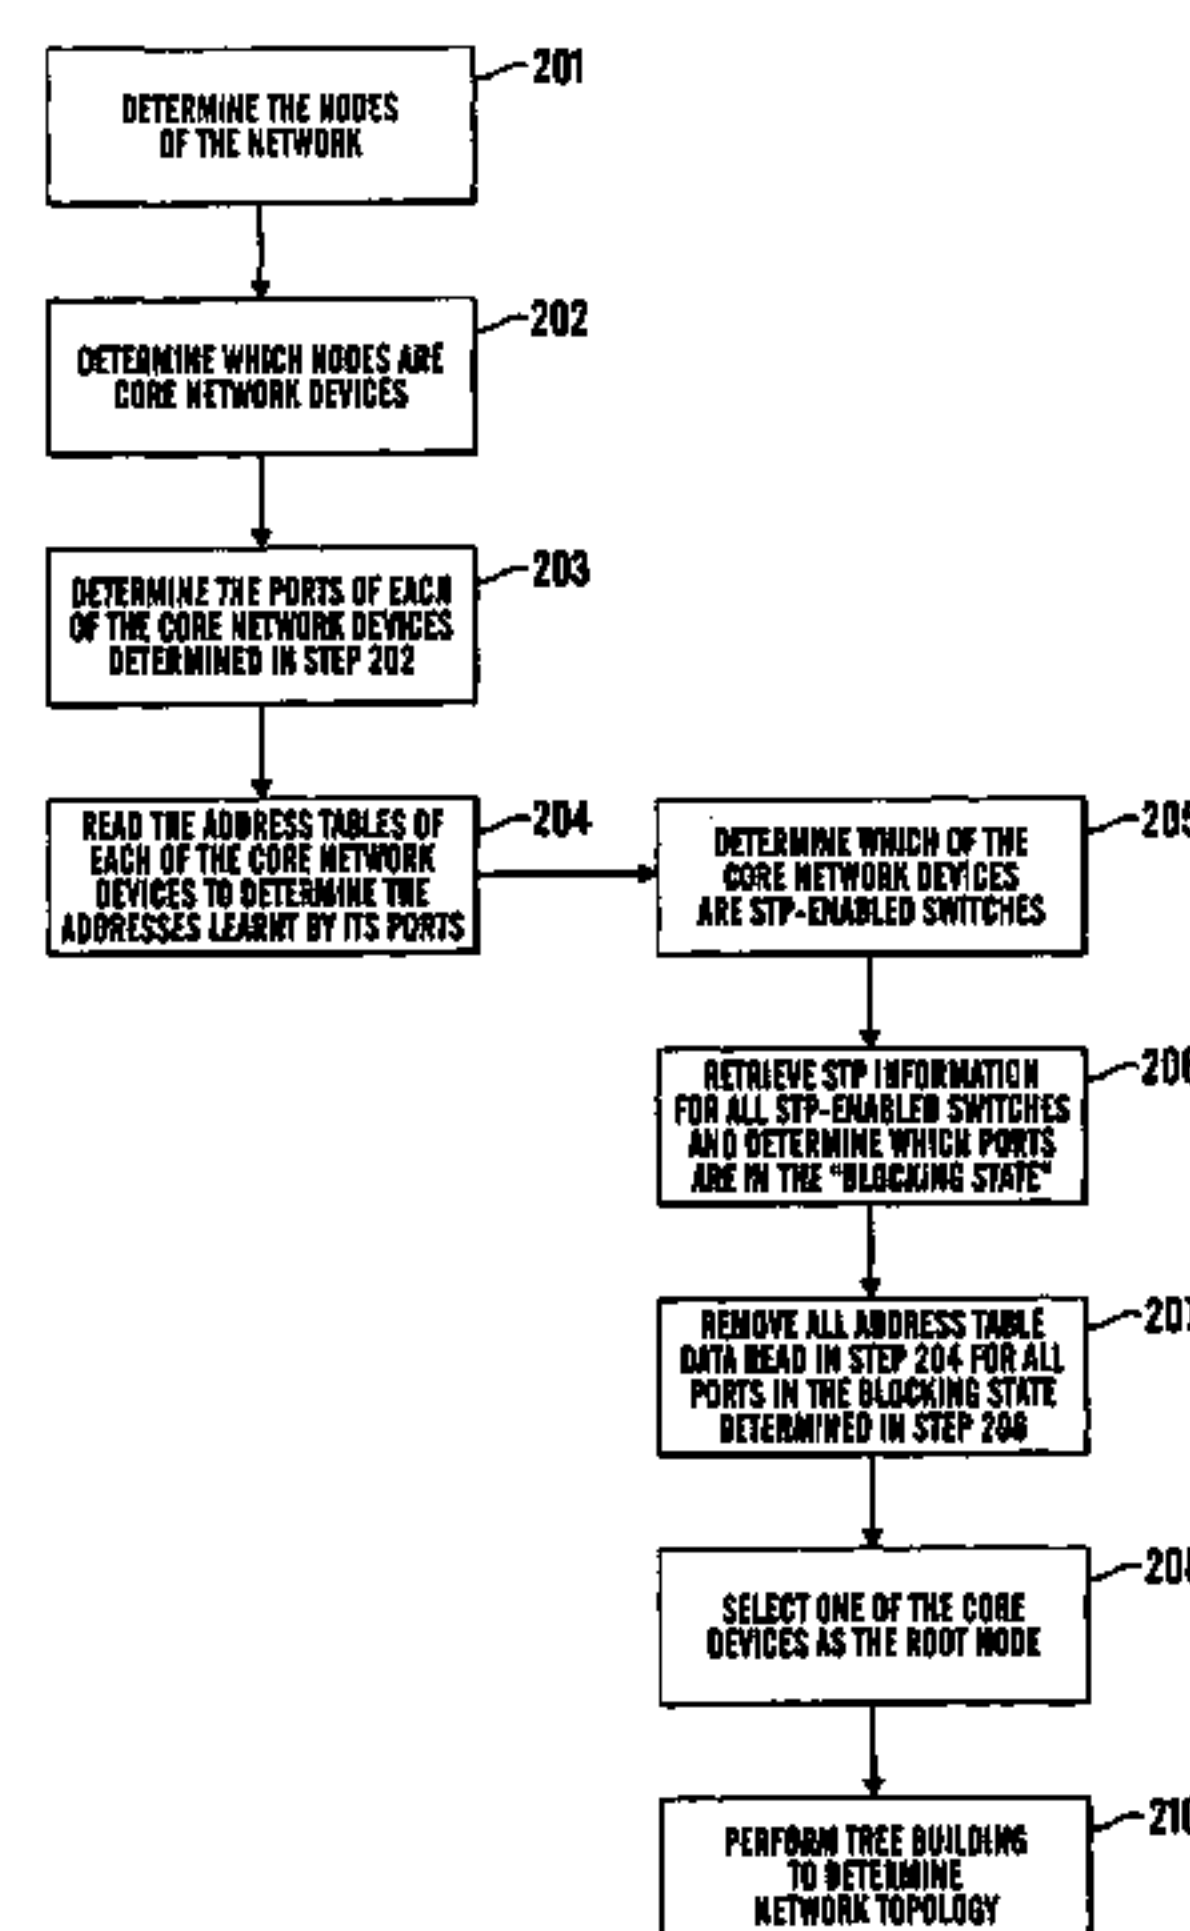 201
DETERMINE THE NODES
OF THE NETWORK
202
DETERMINE WHICH NODES ARE
CORE NETWORK DEVICES
203
DETERMINE THE PORTS OF EACH
OF THE CORE NETWORK DEVICES
DETERMINED IN STEP 202
204
READ THE ADDRESS TABLES OF
EACH OF THE CORE NETWORK
DEVICES TO DETERMINE THE
ADDRESSES LEARNT BY ITS PORTS
205
DETERMINE WHICH OF THE
CORE NETWORK DEVICES
ARE STP-ENABLED SWITCHES
206
RETRIEVE STP INFORMATION
FOR ALL STP-ENABLED SWITCHES
AND DETERMINE WHICH PORTS
ARE IN THE "BLOCKING STATE"
207
REMOVE ALL ADDRESS TABLE
DATA READ IN STEP 204 FOR ALL
PORTS IN THE BLOCKING STATE
DETERMINED IN STEP 206
SELECT ONE OF THE CORE
DEVICES AS THE ROOT NODE
210
PERFORM TREE BUILDING
TO DETERMINE
NETWORK TOPOLOGY